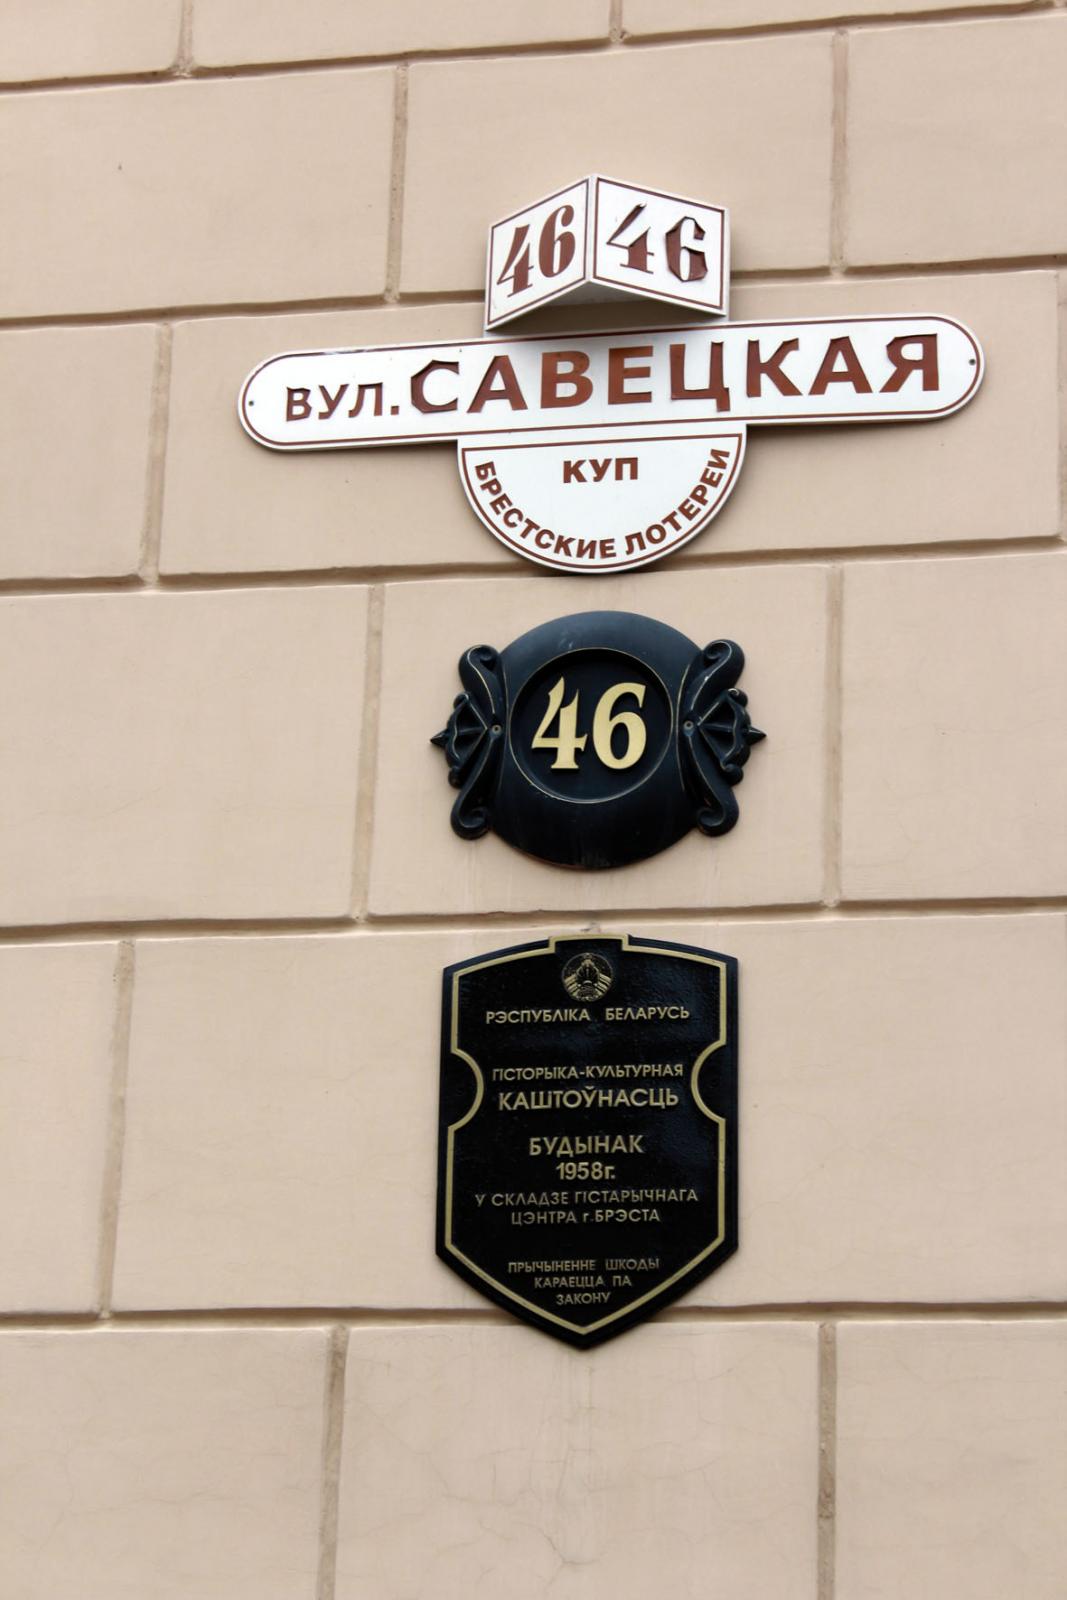 46 46
ВУЛ. САВЕЦКАЯ
КУП
БРЕСТСКИЕ ЛОТЕРЕИ
46
РЭСПУБЛІКА БЕЛАРУСЬ
ГІСТОРЫКА-КУЛЬТУРНАЯ
КАШТОЎНАСЦЬ
БУДЫНАК
1958г.
У СКЛАДЗЕ ГІСТАРЫЧНАГА
ЦЭНТРА г.БРЭСТА
ПРЫЧЫНЕННЕ ШКОДЫ
КАРАЕЦЦА ПА
ЗАКОНУ